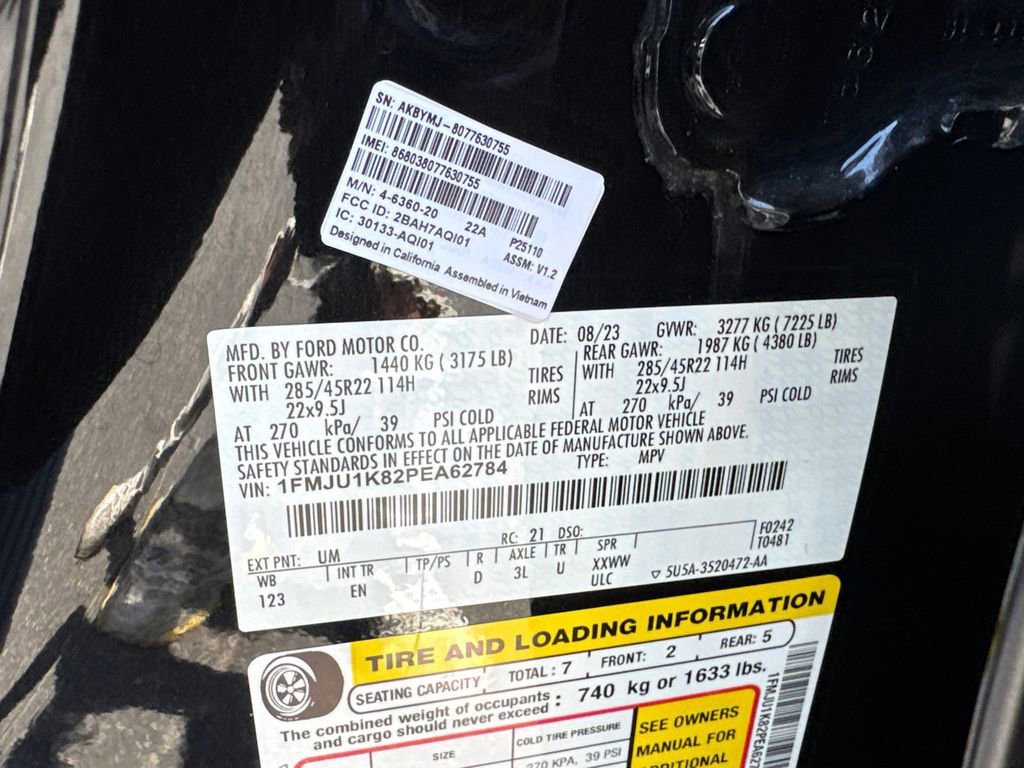 SN: AKBYMJ-8077630755
IMEI: 868038077630755
M/N: 4-6360-20 22A P25110
FCC ID: 2BAH7AQI01 ASSM: V1.2
IC: 30133-AQI01
Designed in California Assembled in Vietnam
MFD. BY FORD MOTOR CO. DATE: 08/23 GVWR: 3277 KG ( 7225 LB)
FRONT GAWR: 1440 KG ( 3175 LB) REAR GAWR: 1987 KG ( 4380 LB)
WITH 285/45R22 114H TIRES WITH 285/45R22 114H TIRES
22x9.5J RIMS 22x9.5J RIMS
AT 270 kPa/ 39 PSI COLD AT 270 kPa/ 39 PSI COLD
THIS VEHICLE CONFORMS TO ALL APPLICABLE FEDERAL MOTOR VEHICLE
SAFETY STANDARDS IN EFFECT ON THE DATE OF MANUFACTURE SHOWN ABOVE.
VIN: 1FMJU1K82PEA62784 TYPE: MPV
EXT PNT: UM RC: 21 DSO: F0242
WB INT TR TP/PS R AXLE TR SPR T0481
123 EN D 3L U XXWW
ULC ▽ 5U5A-3520472-AA
TIRE AND LOADING INFORMATION
SEATING CAPACITY TOTAL: 7 FRONT: 2 REAR: 5
The combined weight of occupants
and cargo should never exceed : 740 kg or 1633 lbs.
SIZE COLD TIRE PRESSURE SEE OWNERS
270 KPA, 39 PSI MANUAL FOR
1FMJU1K82PEA627